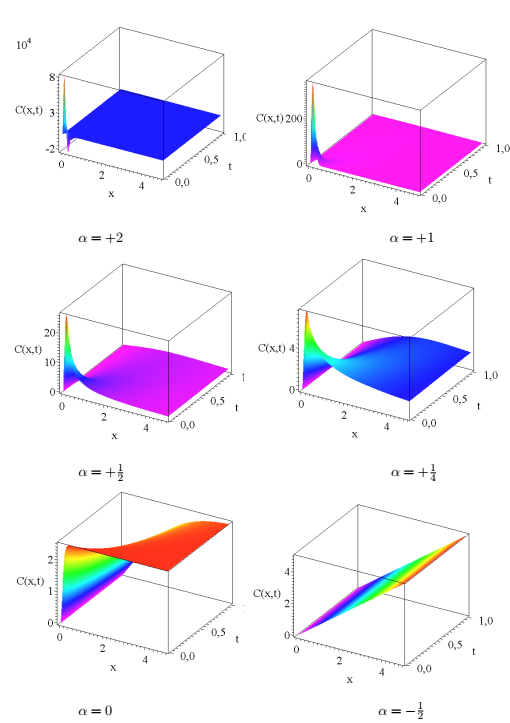 10⁴
8
C(x,t)
3
-2
0
2
4
x
0,0
0,5
1,0
t
α = +2
C(x,t)
200
0
0
2
4
x
0,0
0,5
1,0
t
α = +1
20
C(x,t)
10
0
0
2
4
x
0,0
0,5
1
t
α = +1/2
C(x,t)
4
0
0
2
4
x
0,0
0,5
1,0
t
α = +1/4
2
C(x,t)
1
0
0
2
4
x
0,0
0,5
t
α = 0
4
C(x,t)
2
0
0
2
4
x
0,0
0,5
1,0
t
α = −1/2